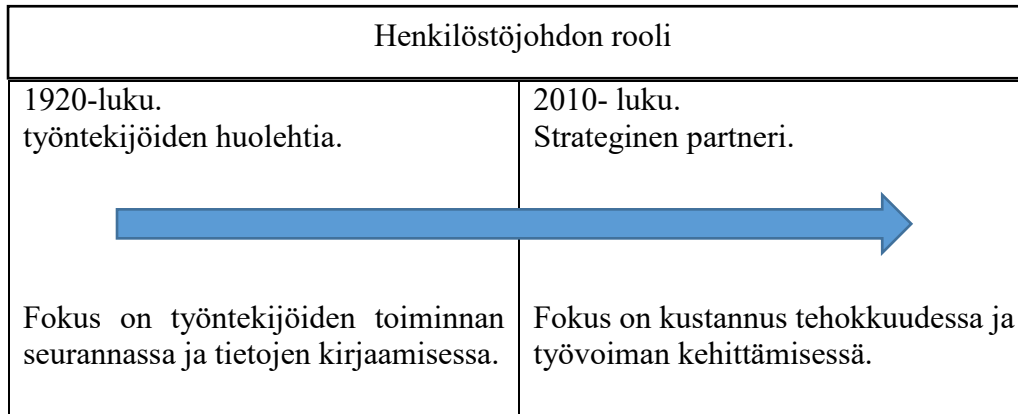 Henkilöstöjohdon rooli
1920-luku.
työntekijöiden huolehtia.
2010- luku.
Strateginen partneri.
Fokus on työntekijöiden toiminnan
seurannassa ja tietojen kirjaamisessa.
Fokus on kustannus tehokkuudessa ja
työvoiman kehittämisessä.